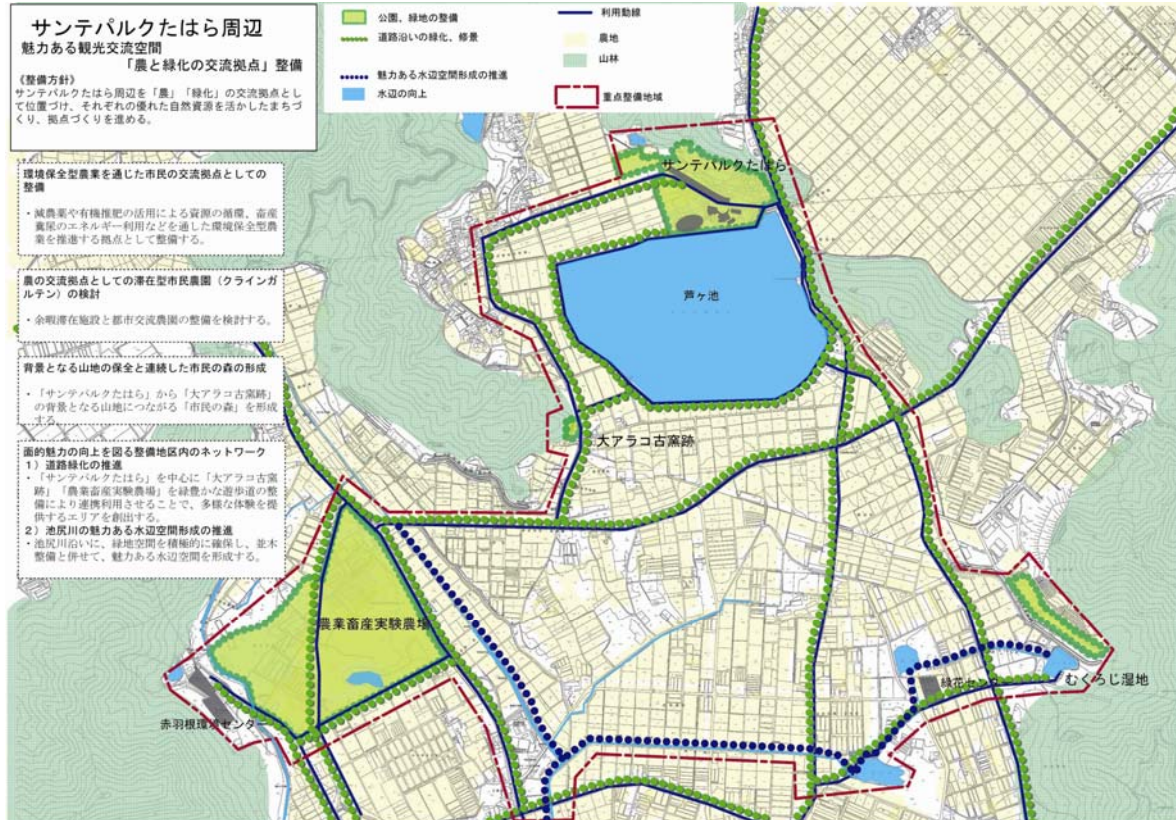 サンテパルクたはら周辺
魅力ある観光交流空間
「農と緑化の交流拠点」整備
《整備方針》
サンテパルクたはら周辺を「農」「緑化」の交流拠点とし
て位置づけ、それぞれの優れた自然資源を活かしたまちづ
くり、拠点づくりを進める。
公園、緑地の整備
道路沿いの緑化、修景
魅力ある水辺空間形成の推進
水辺の向上
利用動線
農地
山林
重点整備地域
環境保全型農業を通じた市民の交流拠点としての
整備
・減農薬や有機堆肥の活用による資源の循環、畜産
糞尿のエネルギー利用などを通した環境保全型農
業を推進する拠点として整備する。
農の交流拠点としての滞在型市民農園（クラインガ
ルテン）の検討
・余暇滞在施設と都市交流農園の整備を検討する。
背景となる山地の保全と連続した市民の森の形成
・「サンテパルクたはら」から「大アラコ古窯跡」
の背景となる山地につながる「市民の森」を形成
する。
面的魅力の向上を図る整備地区内のネットワーク
１）道路緑化の推進
・「サンテパルクたはら」を中心に「大アラコ古窯
跡」「農業畜産実験農場」を緑豊かな遊歩道の整
備により連携利用させることで、多様な体験を提
供するエリアを創出する。
２）池尻川の魅力ある水辺空間形成の推進
・池尻川沿いに、緑地空間を積極的に確保し、並木
整備と併せて、魅力ある水辺空間を形成する。
サンテパルクたはら
芦ヶ池
大アラコ古窯跡
農業畜産実験農場
赤羽根環境センター
緑花センター
むくろじ湿地